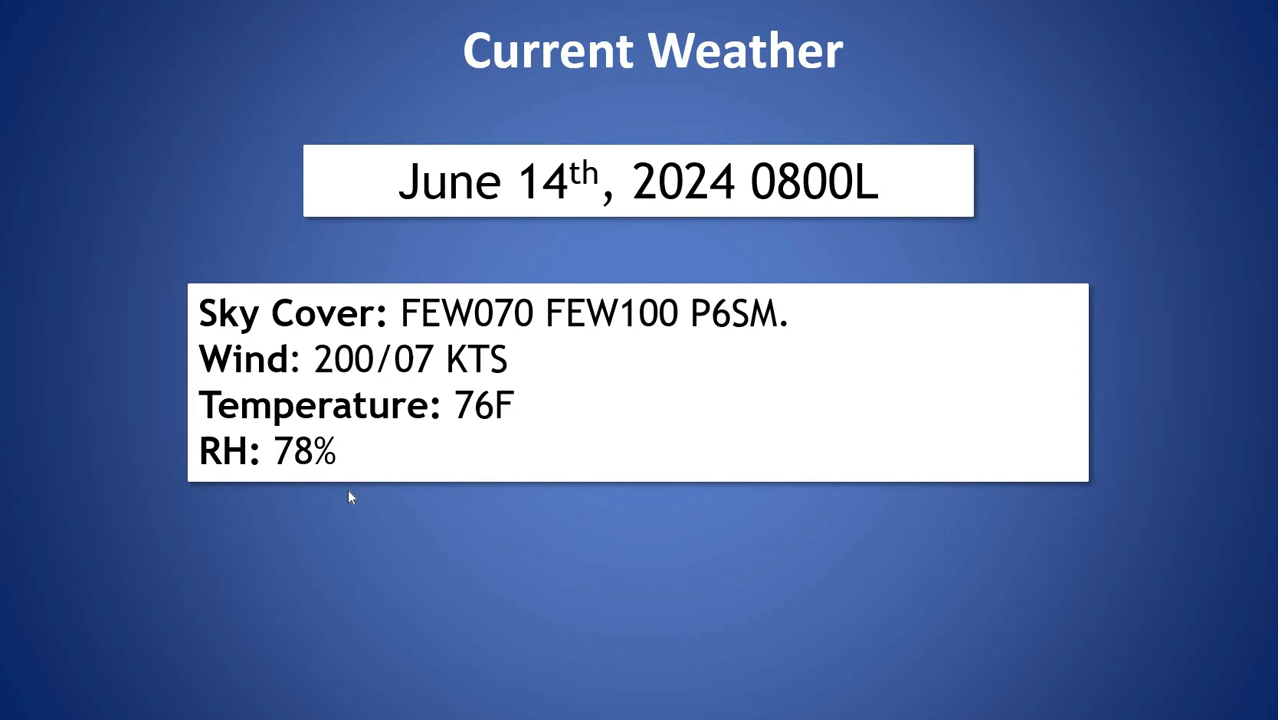 Current Weather
June 14th, 2024 0800L
Sky Cover: FEW070 FEW100 P6SM.
Wind: 200/07 KTS
Temperature: 76F
RH: 78%